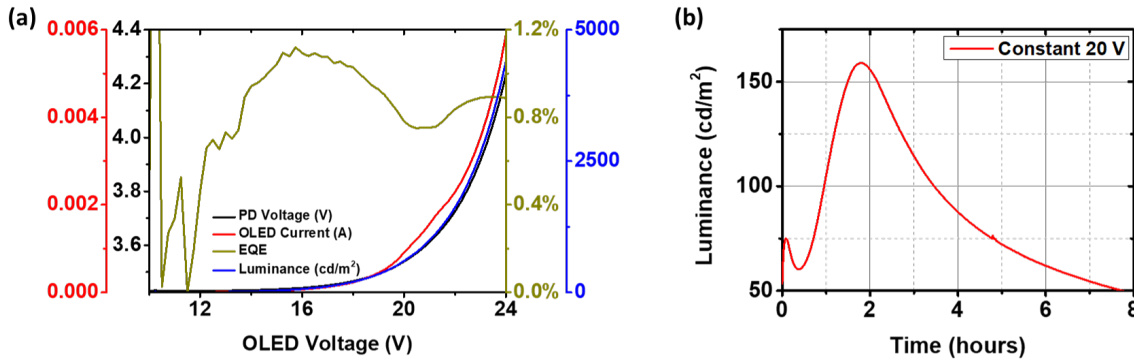 (a)
0.006
0.004
0.002
0.000
4.4
4.2
4.0
3.8
3.6
PD Voltage (V)
OLED Current (A)
EQE
Luminance (cd/m²)
1.2%
0.8%
0.4%
0.0%
5000
2500
0
12 16 20 24
OLED Voltage (V)
(b)
Constant 20 V
Luminance (cd/m²)
150
100
50
0 2 4 6 8
Time (hours)